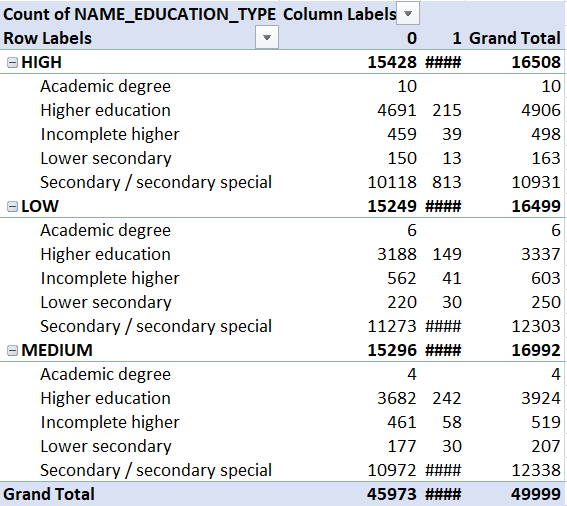 Count of NAME_EDUCATION_TYPE Column Labels
Row Labels 0 1 Grand Total
HIGH 15428 #### 16508
Academic degree 10 10
Higher education 4691 215 4906
Incomplete higher 459 39 498
Lower secondary 150 13 163
Secondary / secondary special 10118 813 10931
LOW 15249 #### 16499
Academic degree 6 6
Higher education 3188 149 3337
Incomplete higher 562 41 603
Lower secondary 220 30 250
Secondary / secondary special 11273 #### 12303
MEDIUM 15296 #### 16992
Academic degree 4 4
Higher education 3682 242 3924
Incomplete higher 461 58 519
Lower secondary 177 30 207
Secondary / secondary special 10972 #### 12338
Grand Total 45973 #### 49999